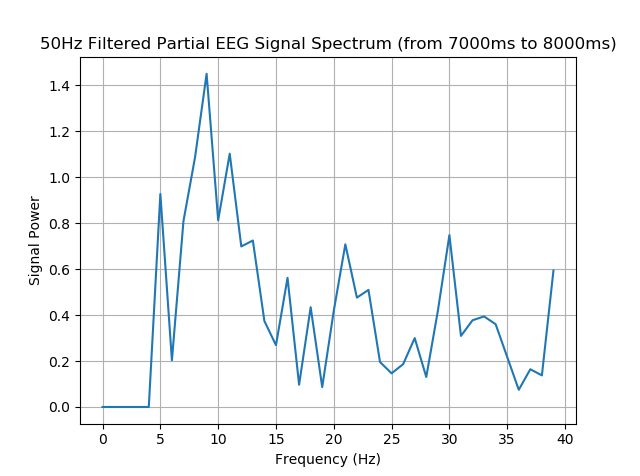 50Hz Filtered Partial EEG Signal Spectrum (from 7000ms to 8000ms)
1.4
1.2
1.0
0.8
0.6
0.4
0.2
0.0
Signal Power
0 5 10 15 20 25 30 35 40
Frequency (Hz)